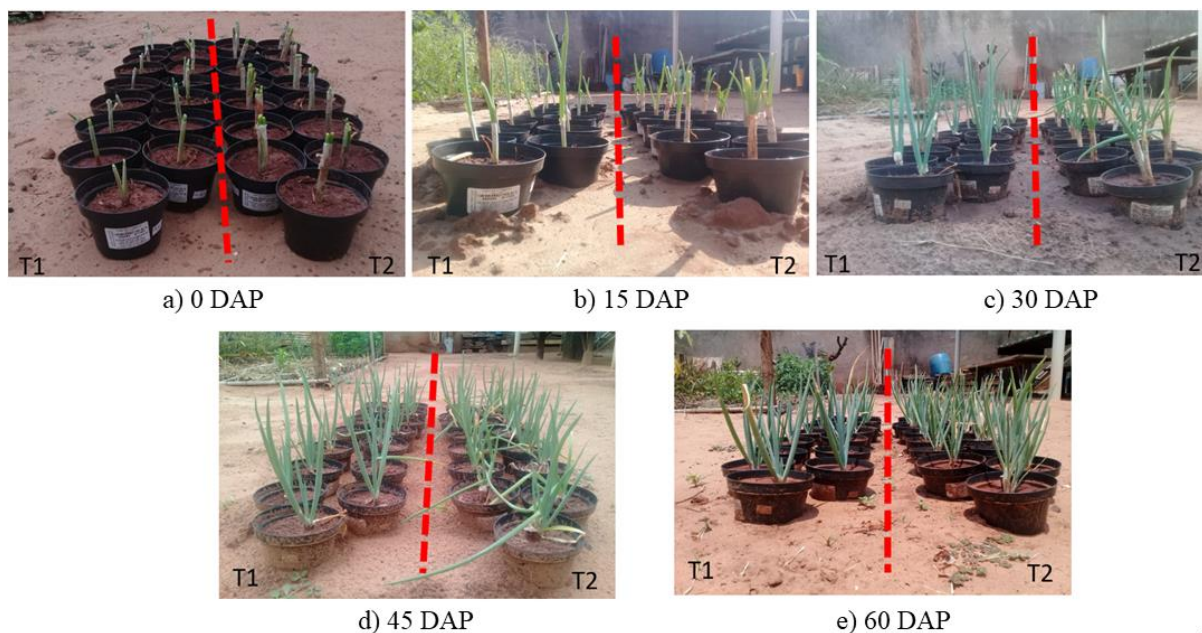 T1
T2
T1
T2
T1
T2
a) 0 DAP
b) 15 DAP
c) 30 DAP
T1
T2
T1
T2
d) 45 DAP
e) 60 DAP